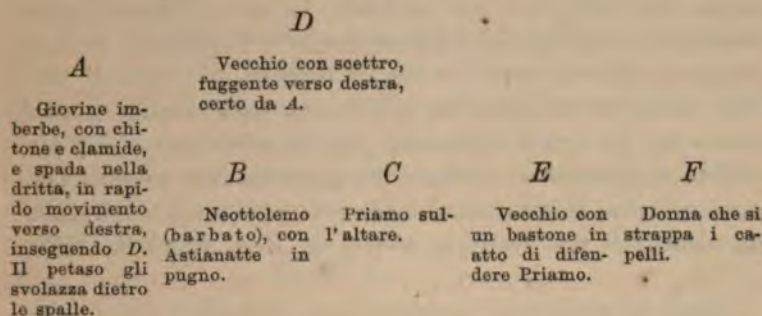 D
Vecchio con scettro,
fuggente verso destra,
certo da A.
A
Giovine im-
berbe, con chi-
tone e clamide,
e spada nella
dritta, in rapi-
do movimento
verso destra,
inseguendo D.
Il petaso gli
svolazza dietro
le spalle.
B
Neottolemo
(barbato), con
Astianatte in
pugno.
C
Priamo sul-
l'altare.
E
Vecchio con
un bastone in
atto di difen-
dere Priamo.
F
Donna che si
strappa i ca-
pelli.